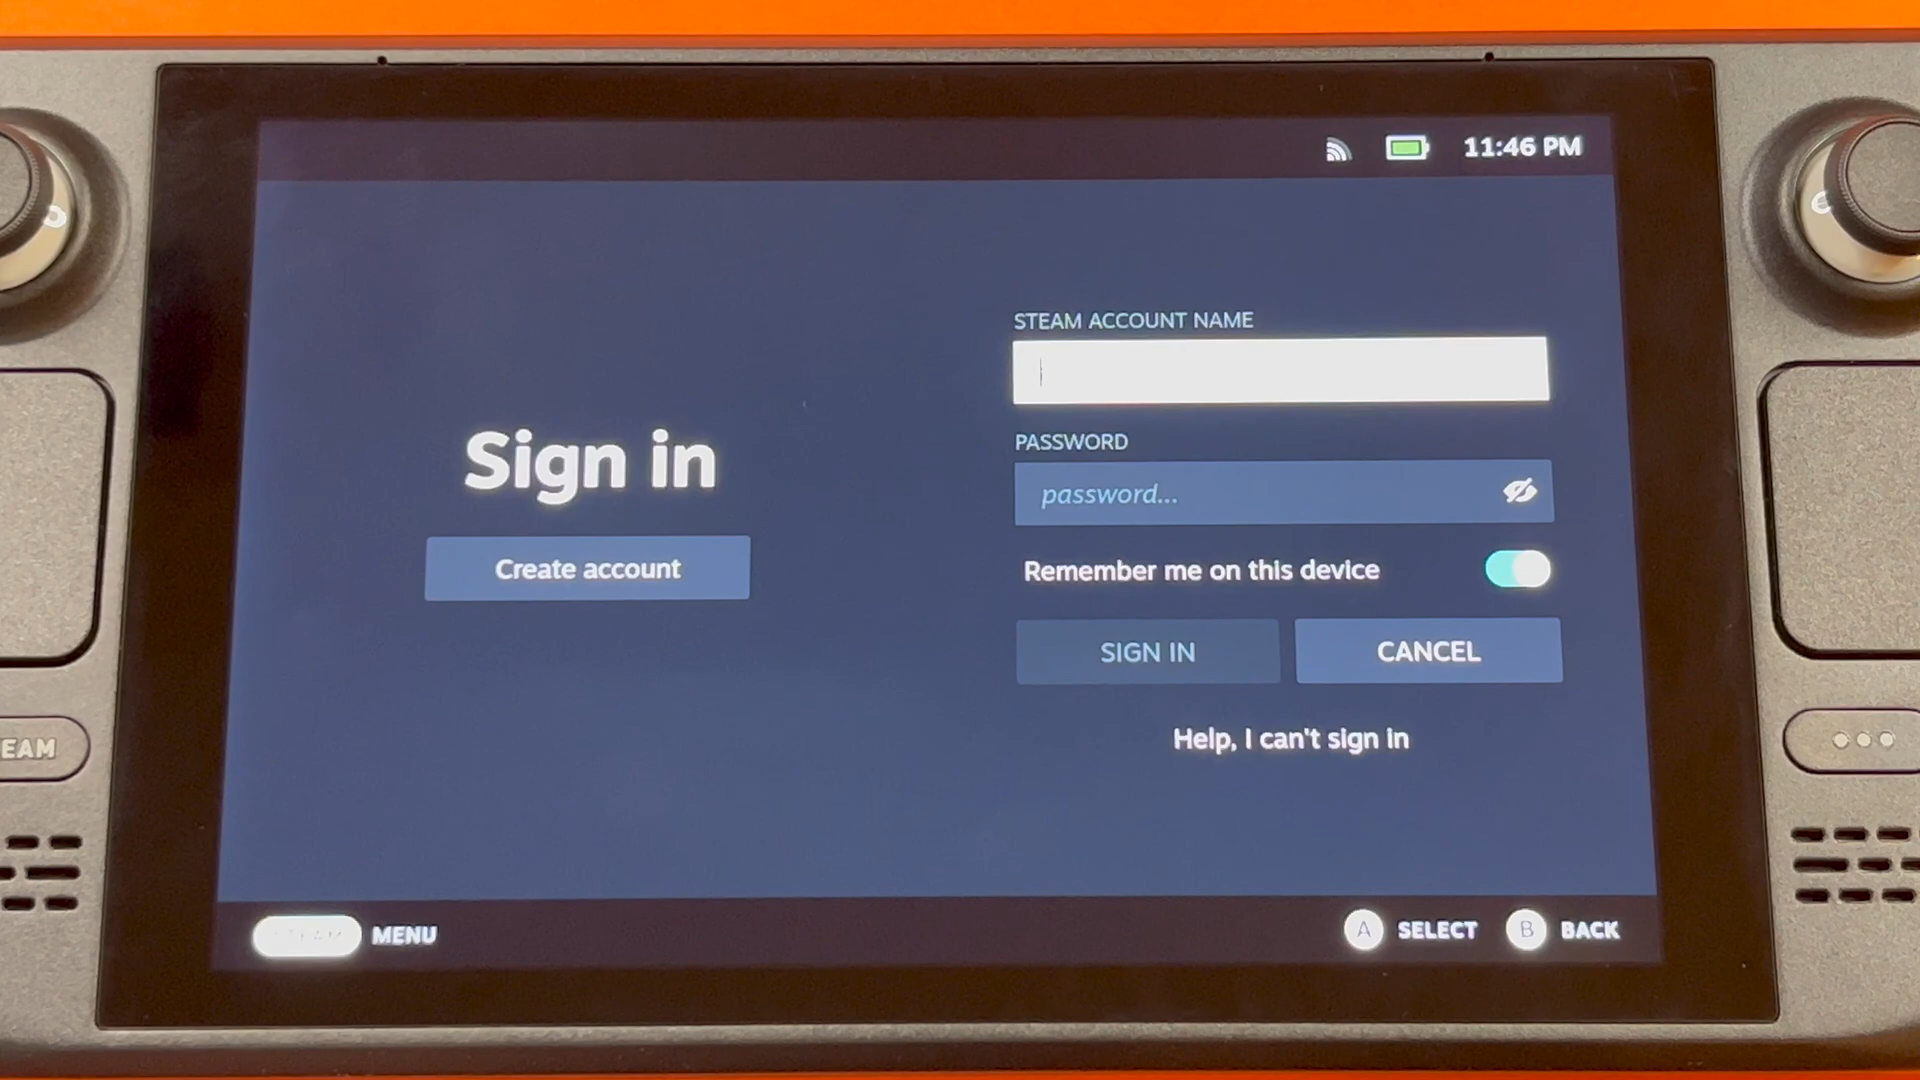 11:46 PM
STEAM ACCOUNT NAME
PASSWORD
password...
Sign in
Create account
Remember me on this device
SIGN IN
CANCEL
Help, I can't sign in
EAM
STEAM
MENU
A SELECT
B BACK